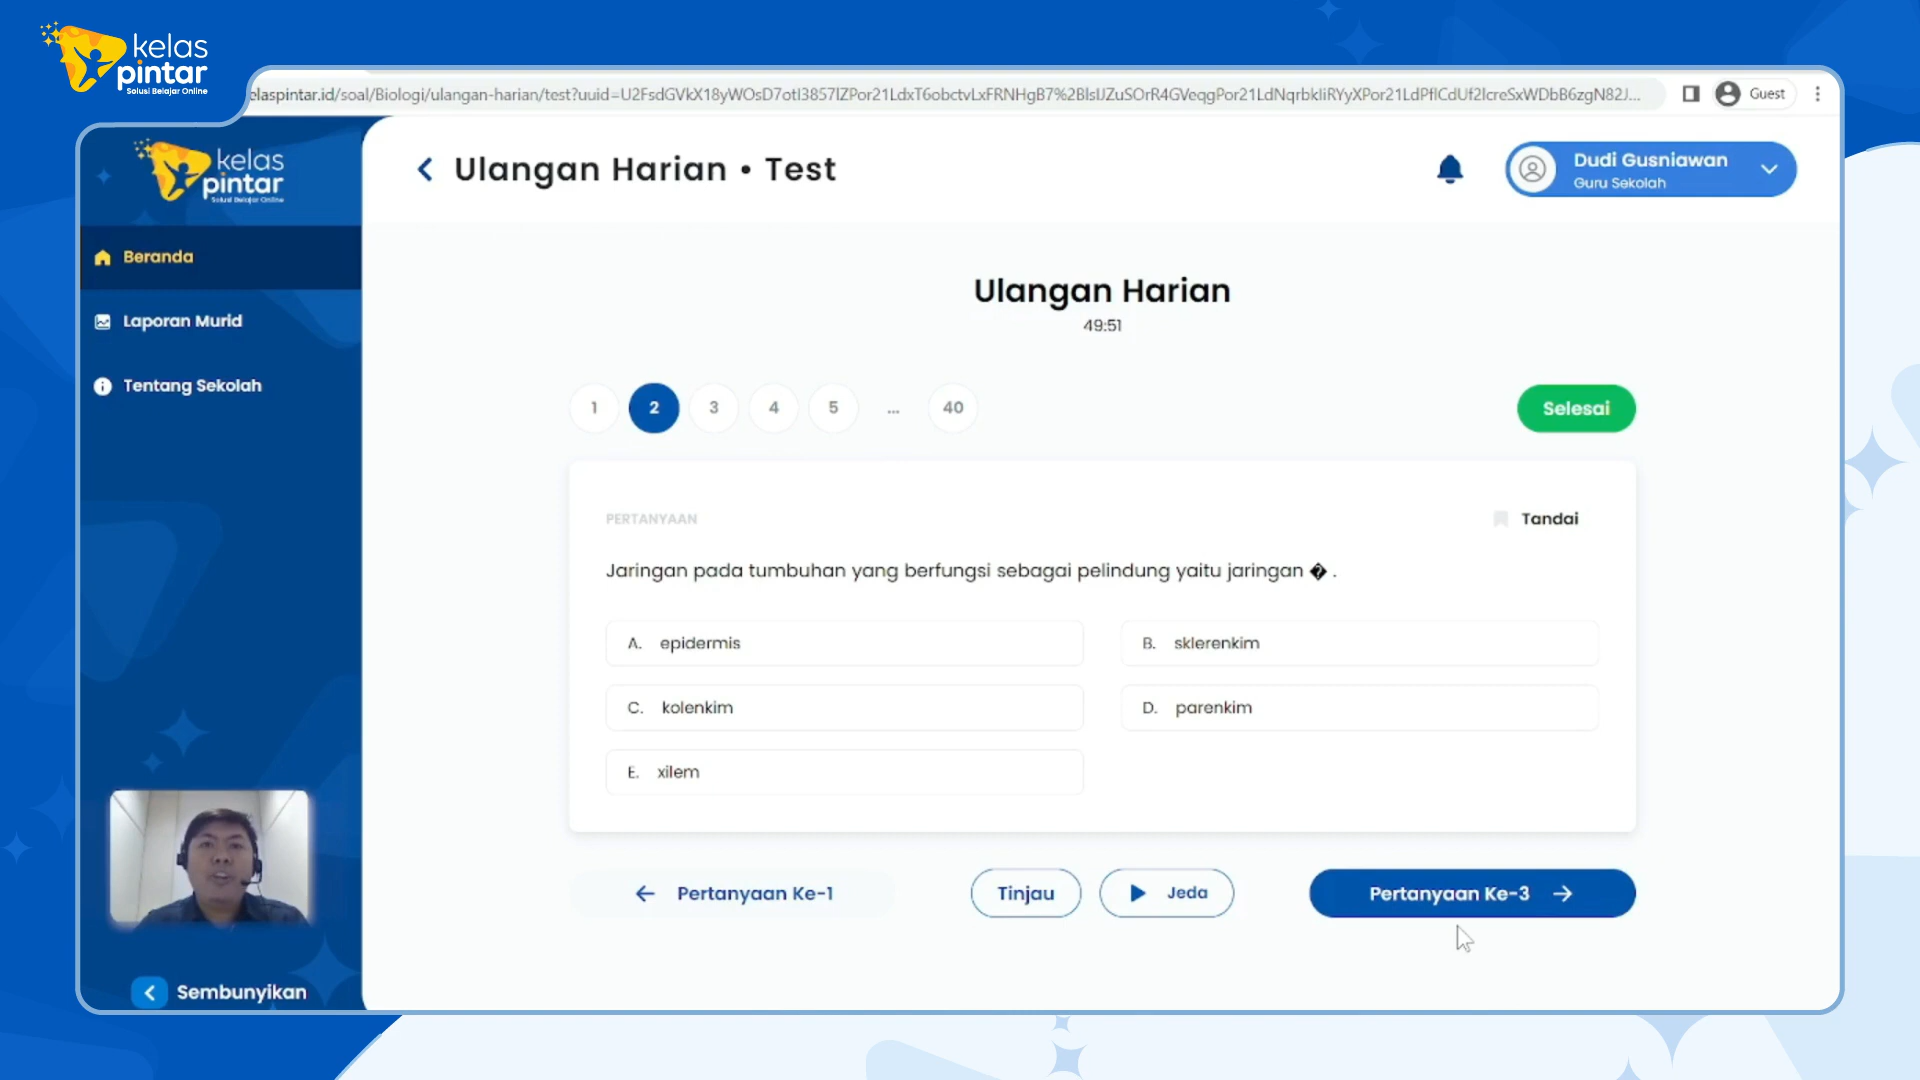 kelas
pintar
Solusi Belajar Online
elaspintar.id/soal/Biologi/ulangan-harian/test?uuid=
Guest
kelas
pintar
Solusi Belajar Online
Ulangan Harian • Test
Dudi Gusniawan
Guru Sekolah
Beranda
Laporan Murid
Tentang Sekolah
Ulangan Harian
49:51
1 2 3 4 5 ... 40
Selesai
PERTANYAAN
Tandai
Jaringan pada tumbuhan yang berfungsi sebagai pelindung yaitu jaringan � .
A. epidermis
B. sklerenkim
C. kolenkim
D. parenkim
E. xilem
← Pertanyaan Ke-1
Tinjau
Jeda
Pertanyaan Ke-3 →
Sembunyikan